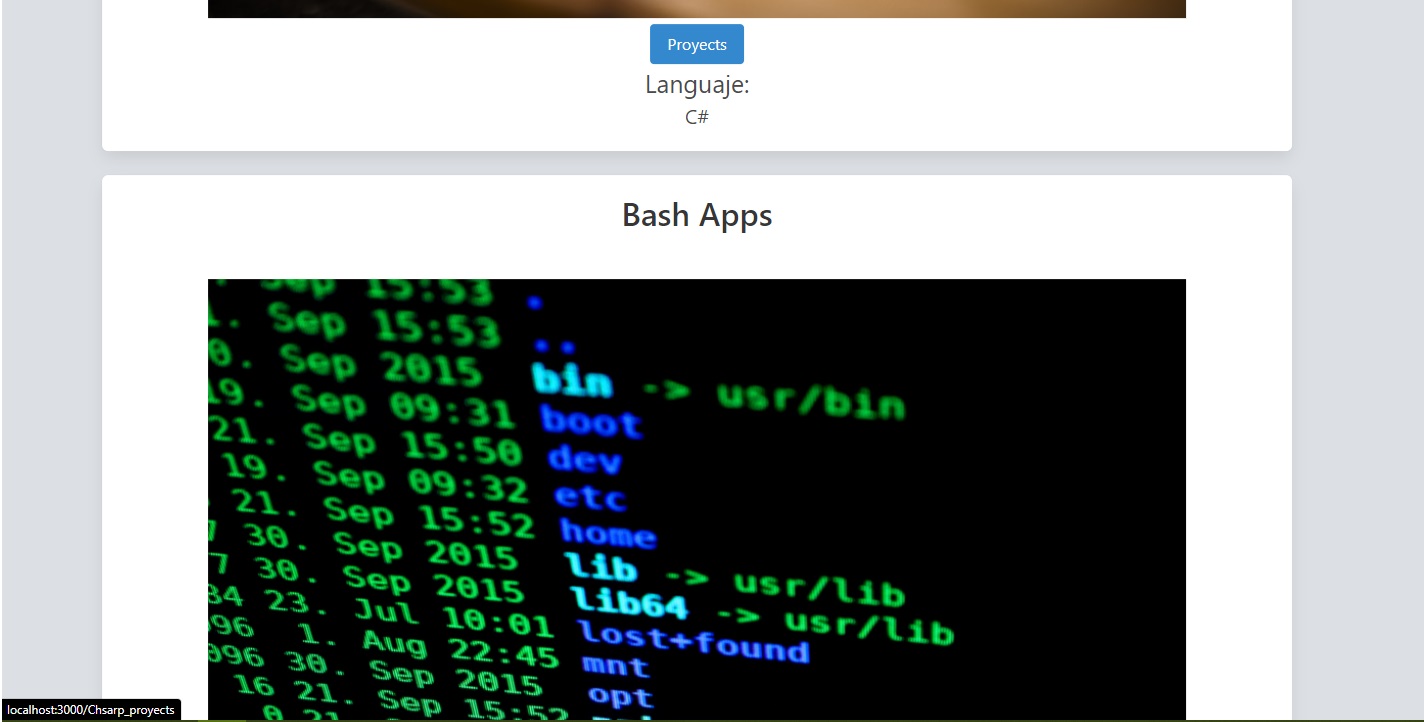 Proyects
Languaje:
C#
Bash Apps
. Sep 15:53 .
1. Sep 15:53 ..
0. Sep 2015 bin -> usr/bin
19. Sep 09:31 boot
21. Sep 15:50 dev
19. Sep 09:32 etc
21. Sep 15:52 home
7 30. Sep 2015 lib -> usr/lib
7 30. Sep 2015 lib64 -> usr/lib
84 23. Jul 10:01 lost+found
096 1. Aug 22:45 mnt
096 30. Sep 2015 opt
16 21. Sep 15:52
0 21.
localhost:3000/Chsarp_proyects